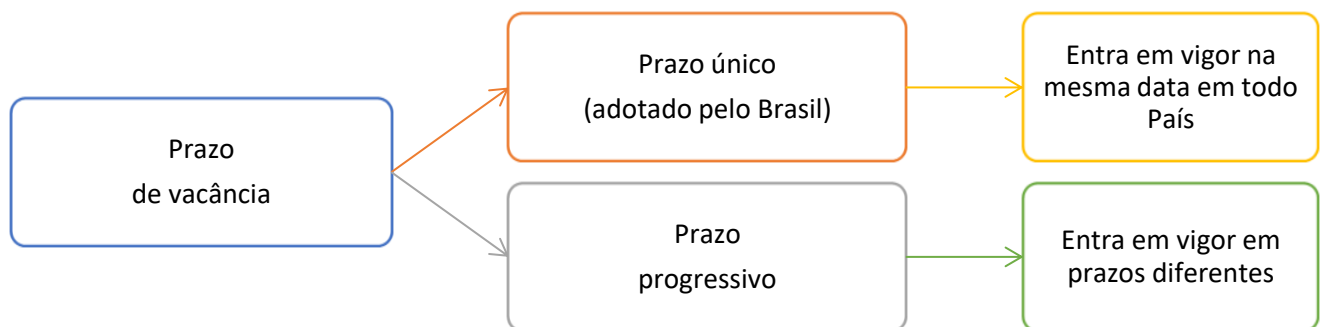 Prazo
de vacância
Prazo único
(adotado pelo Brasil)
Entra em vigor na
mesma data em todo
País
Prazo
progressivo
Entra em vigor em
prazos diferentes